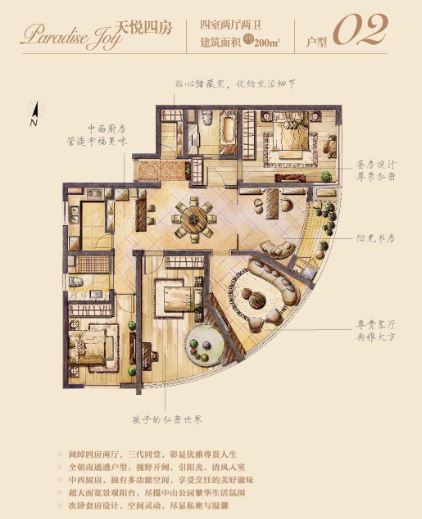 Paradise Joy 天悦四房
四室两厅两卫
建筑面积 约200m²
户型 02
贴心储藏室，收纳生活细节
中西厨房
营造幸福美味
N
套房设计
尊崇私密
阳光书房
尊贵客厅
典雅大方
孩子的私密世界
阔绰四房两厅，三代同堂，彰显优雅尊贵人生
全朝南通透户型，视野开阔，引阳光、清风入室
中西厨房，独有多功能空间，享受烹饪的美好滋味
超大面宽景观阳台，尽揽中山公园繁华生活氛围
次卧套房设计，空间灵动，尽显私密与温馨